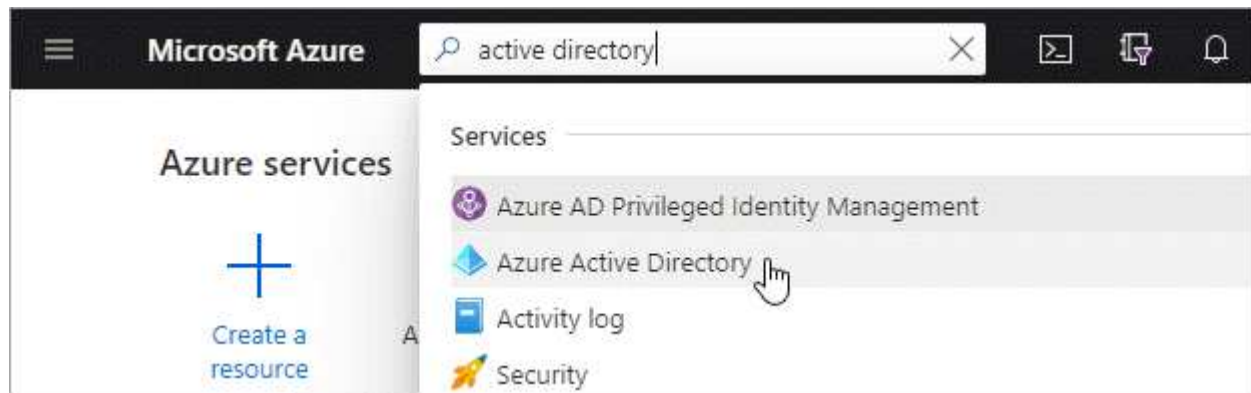 Microsoft Azure
active directory
Azure services
Services
Azure AD Privileged Identity Management
Azure Active Directory
Activity log
Security
Create a
resource
A